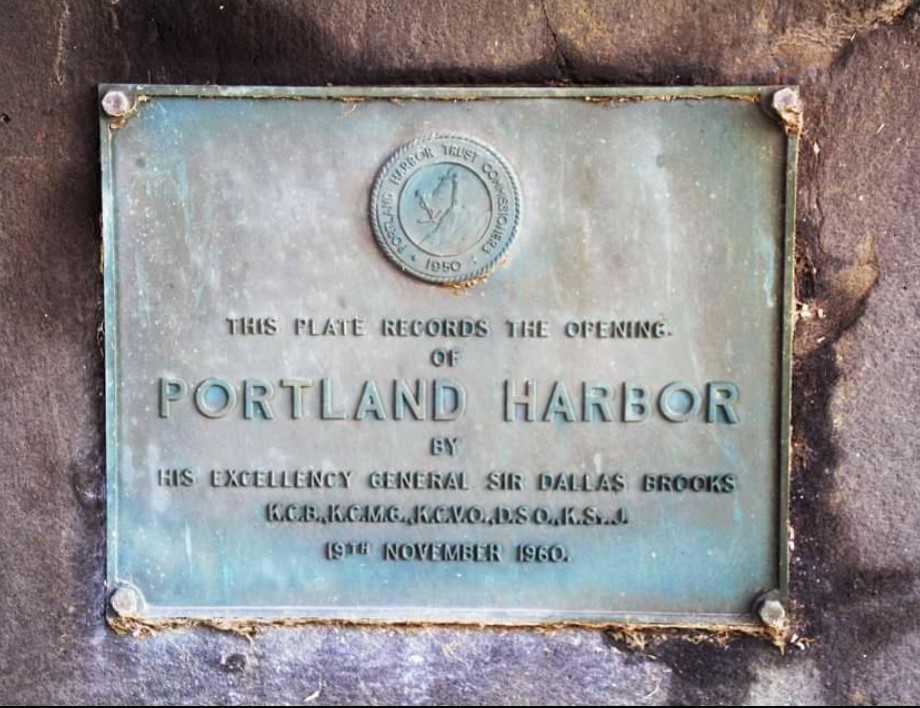 PORTLAND HARBOR TRUST COMMISSIONERS
1950
THIS PLATE RECORDS THE OPENING
OF
PORTLAND HARBOR
BY
HIS EXCELLENCY GENERAL SIR DALLAS BROOKS
K.C.B.,K.C.M.G.,K.C.V.O.,D.S.O.,K.ST.J.
19TH NOVEMBER 1960.